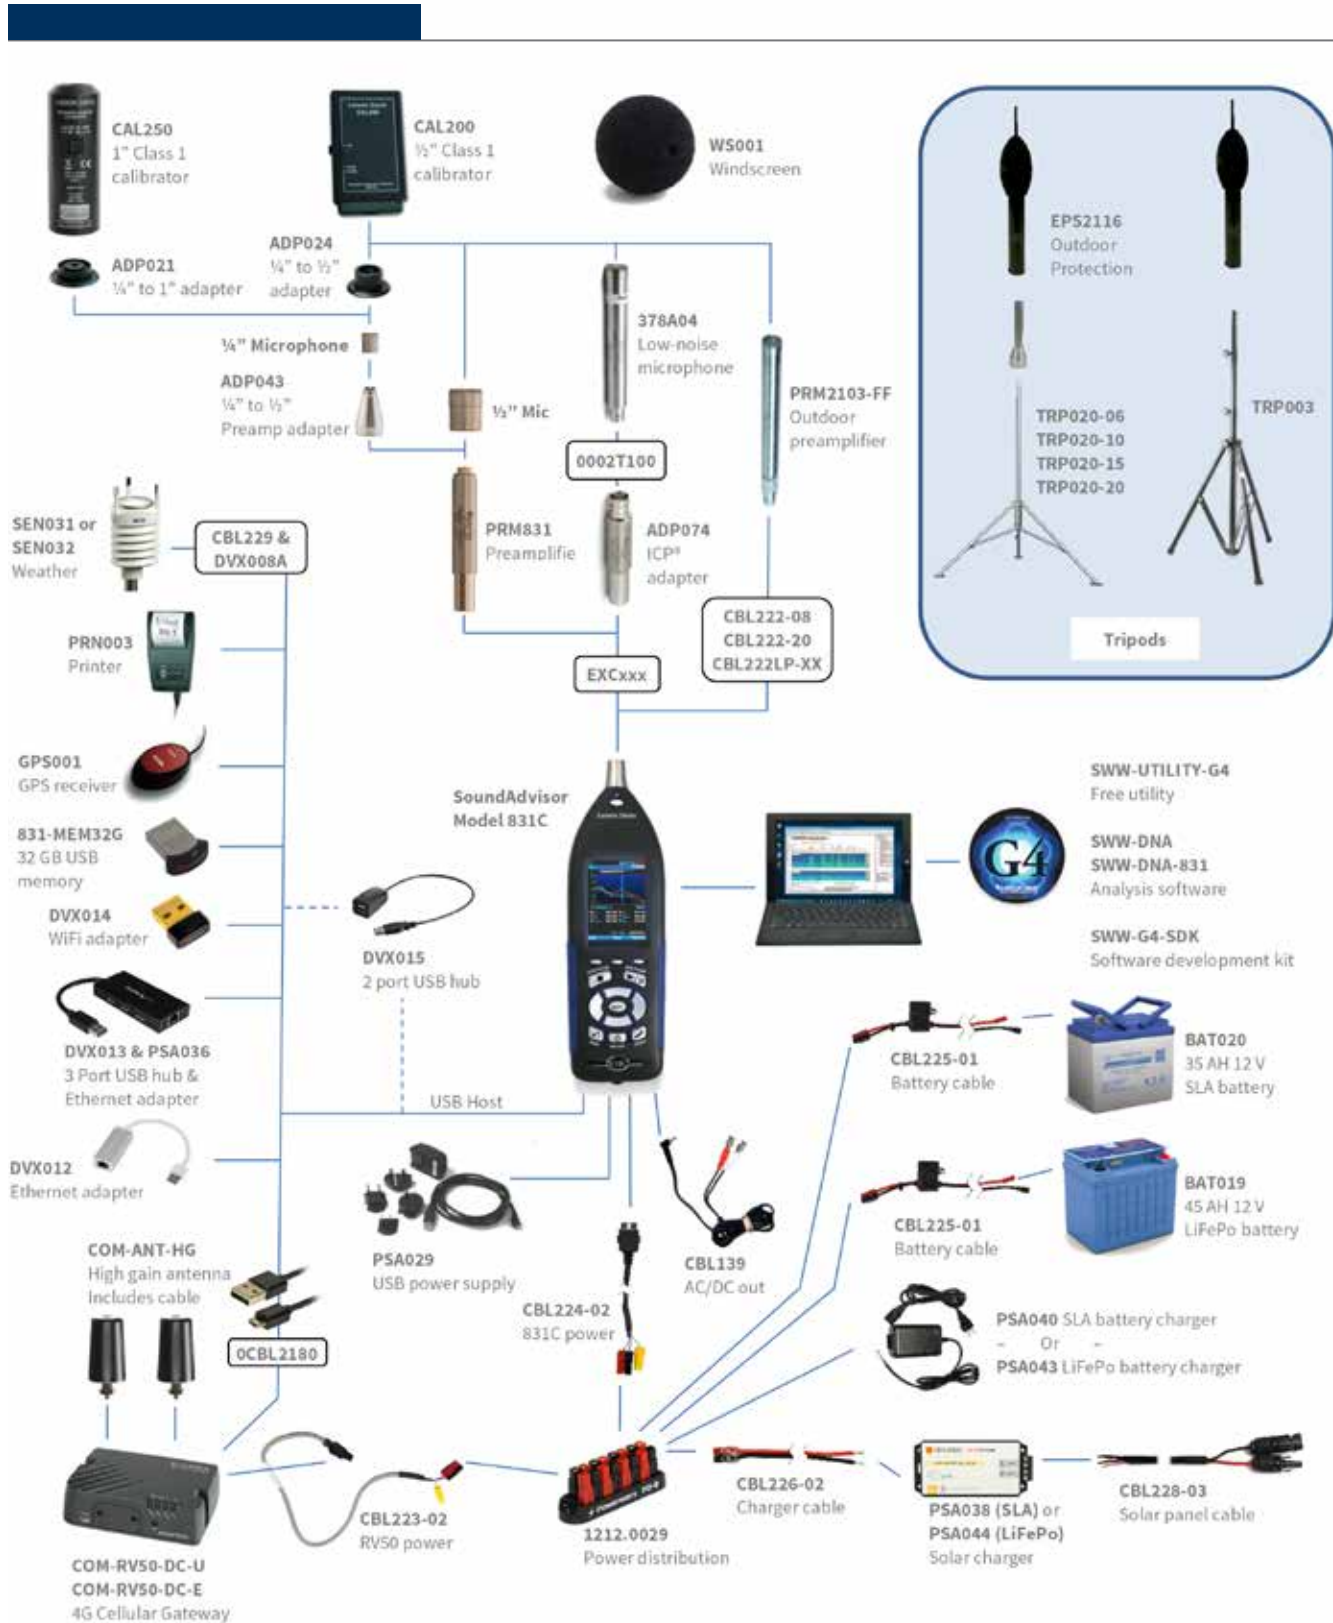 CAL250
1" Class 1
calibrator
CAL200
½" Class 1
calibrator
WS001
Windscreen
ADP021
¼" to 1" adapter
ADP024
¼" to ½"
adapter
¼" Microphone
ADP043
¼" to ½"
Preamp adapter
½" Mic
378A04
Low-noise
microphone
PRM2103-FF
Outdoor
preamplifier
0002T100
PRM831
Preamplifie
ADP074
ICP®
adapter
CBL222-08
CBL222-20
CBL222LP-XX
EXCxxx
EPS2116
Outdoor
Protection
TRP020-06
TRP020-10
TRP020-15
TRP020-20
TRP003
Tripods
SEN031 or
SEN032
Weather
CBL229 &
DVX008A
PRN003
Printer
GPS001
GPS receiver
831-MEM32G
32 GB USB
memory
DVX014
WiFi adapter
DVX013 & PSA036
3 Port USB hub &
Ethernet adapter
DVX012
Ethernet adapter
DVX015
2 port USB hub
USB Host
SoundAdvisor
Model 831C
G4
SWW-UTILITY-G4
Free utility
SWW-DNA
SWW-DNA-831
Analysis software
SWW-G4-SDK
Software development kit
CBL225-01
Battery cable
BAT020
35 AH 12 V
SLA battery
CBL225-01
Battery cable
BAT019
45 AH 12 V
LiFePo battery
PSA029
USB power supply
CBL139
AC/DC out
CBL224-02
831C power
PSA040 SLA battery charger
– Or –
PSA043 LiFePo battery charger
COM-ANT-HG
High gain antenna
Includes cable
0CBL2180
COM-RV50-DC-U
COM-RV50-DC-E
4G Cellular Gateway
CBL223-02
RV50 power
1212.0029
Power distribution
CBL226-02
Charger cable
PSA038 (SLA) or
PSA044 (LiFePo)
Solar charger
CBL228-03
Solar panel cable